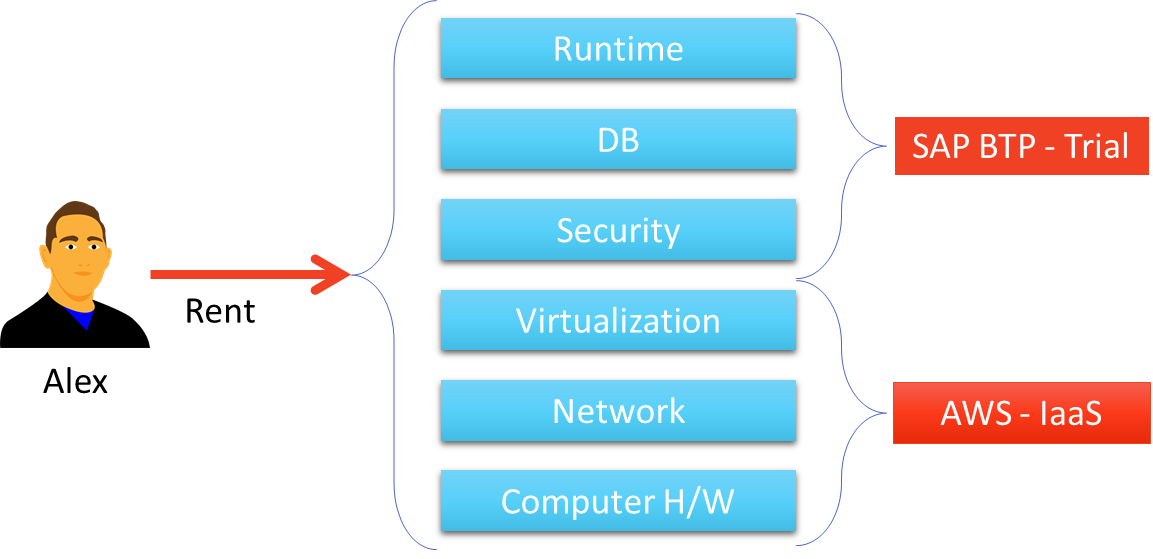 Runtime
DB
Security
Virtualization
Network
Computer H/W
SAP BTP - Trial
AWS - IaaS
Rent
Alex